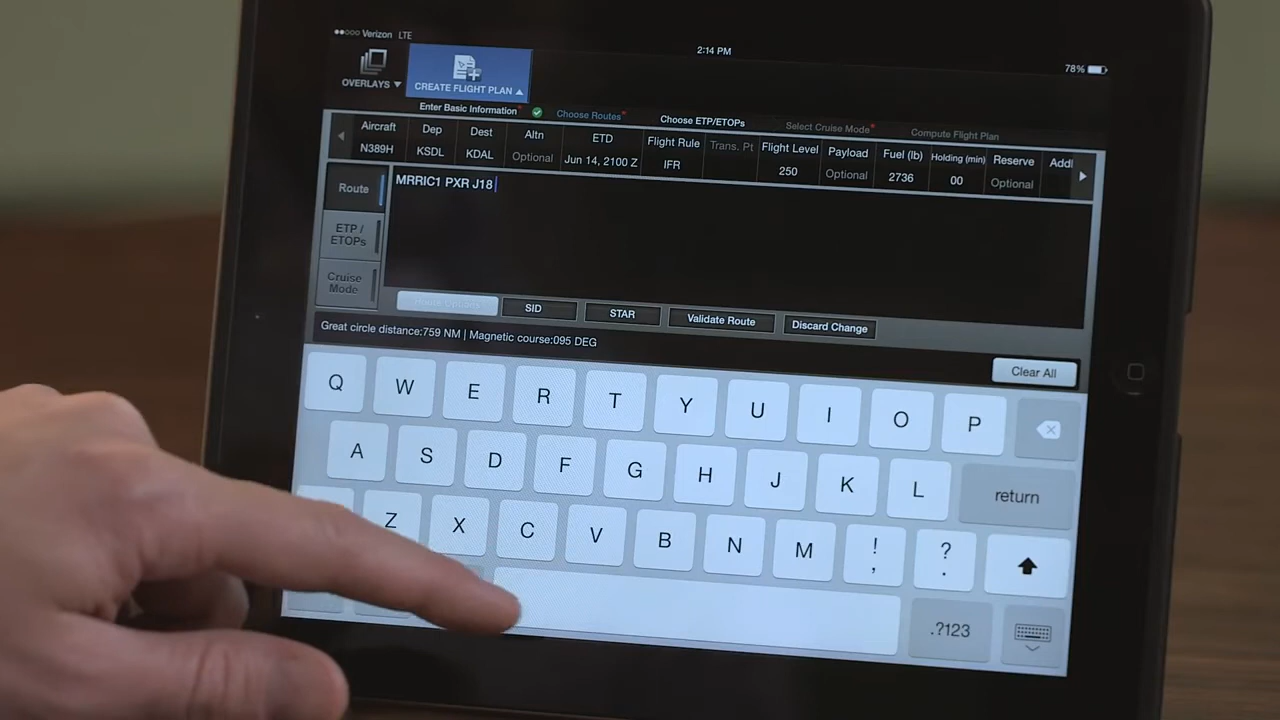 Verizon LTE
2:14 PM
78%
OVERLAYS
CREATE FLIGHT PLAN
Enter Basic Information* Choose Routes* Choose ETP/ETOPs Select Cruise Mode* Compute Flight Plan
Aircraft Dep Dest Altn ETD Flight Rule Trans. Pt Flight Level Payload Fuel (lb) Holding (min) Reserve Addl
N389H KSDL KDAL Optional Jun 14, 2100 Z IFR 250 Optional 2736 00 Optional
Route
MRRIC1 PXR J18
ETP /
ETOPs
Cruise
Mode
SID STAR Validate Route Discard Change
Great circle distance:759 NM | Magnetic course:095 DEG
Clear All
Q W E R T Y U I O P
A S D F G H J K L return
Z X C V B N M ! , ? .
.?123